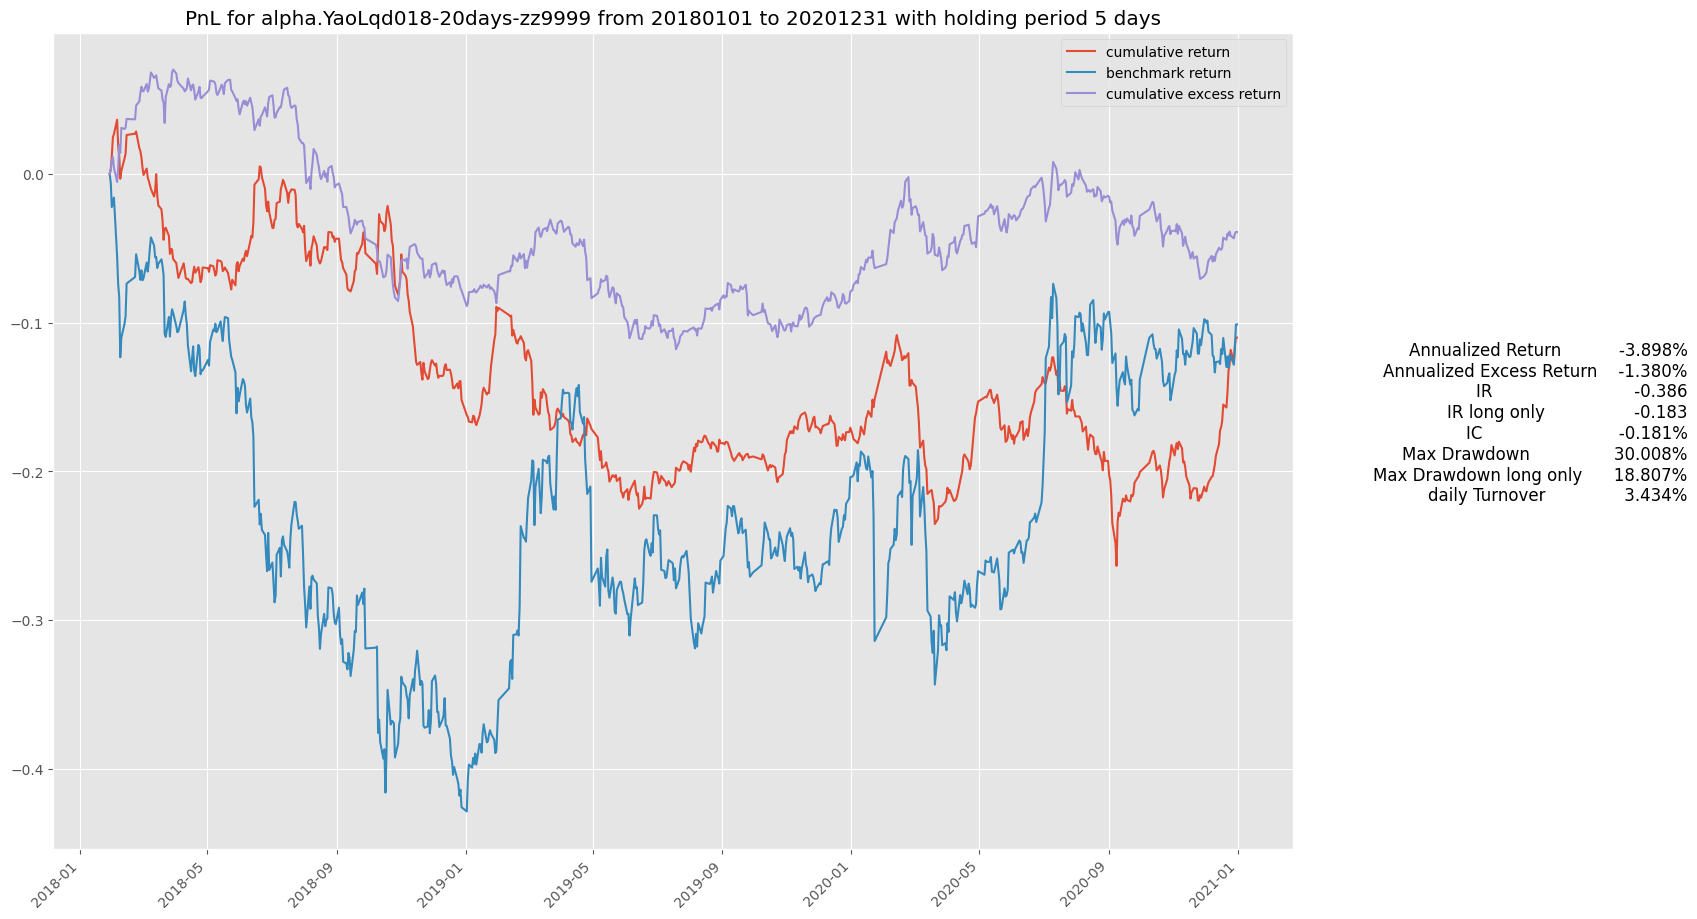 PnL for alpha.YaoLqd018-20days-zz9999 from 20180101 to 20201231 with holding period 5 days
cumulative return
benchmark return
cumulative excess return
0.0
−0.1
−0.2
−0.3
−0.4
2018-01
2018-05
2018-09
2019-01
2019-05
2019-09
2020-01
2020-05
2020-09
2021-01
Annualized Return -3.898%
Annualized Excess Return -1.380%
IR -0.386
IR long only -0.183
IC -0.181%
Max Drawdown 30.008%
Max Drawdown long only 18.807%
daily Turnover 3.434%